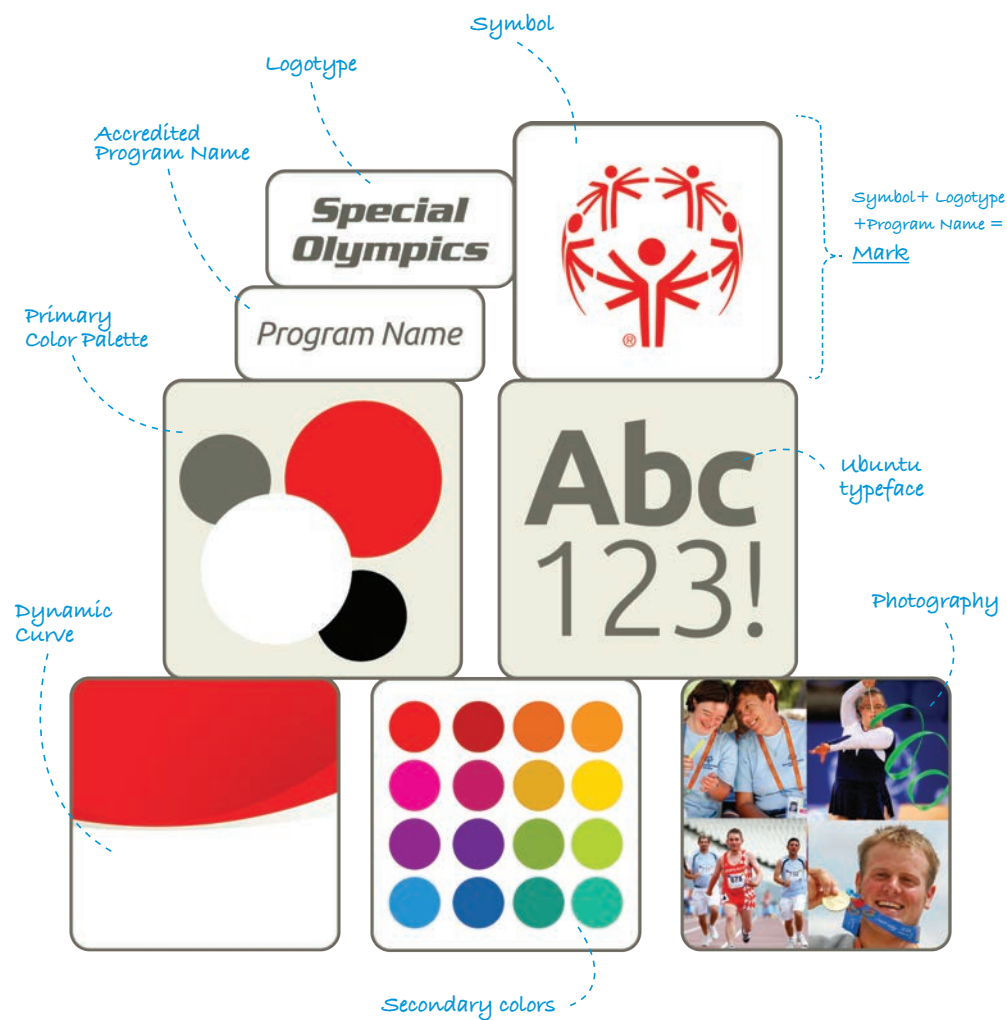 Symbol
Logotype
Accredited
Program Name
Special
Olympics
Symbol+ Logotype
+Program Name =
Mark
®
Program Name
Primary
Color Palette
Abc
123!
Ubuntu
typeface
Dynamic
Curve
Photography
Secondary colors